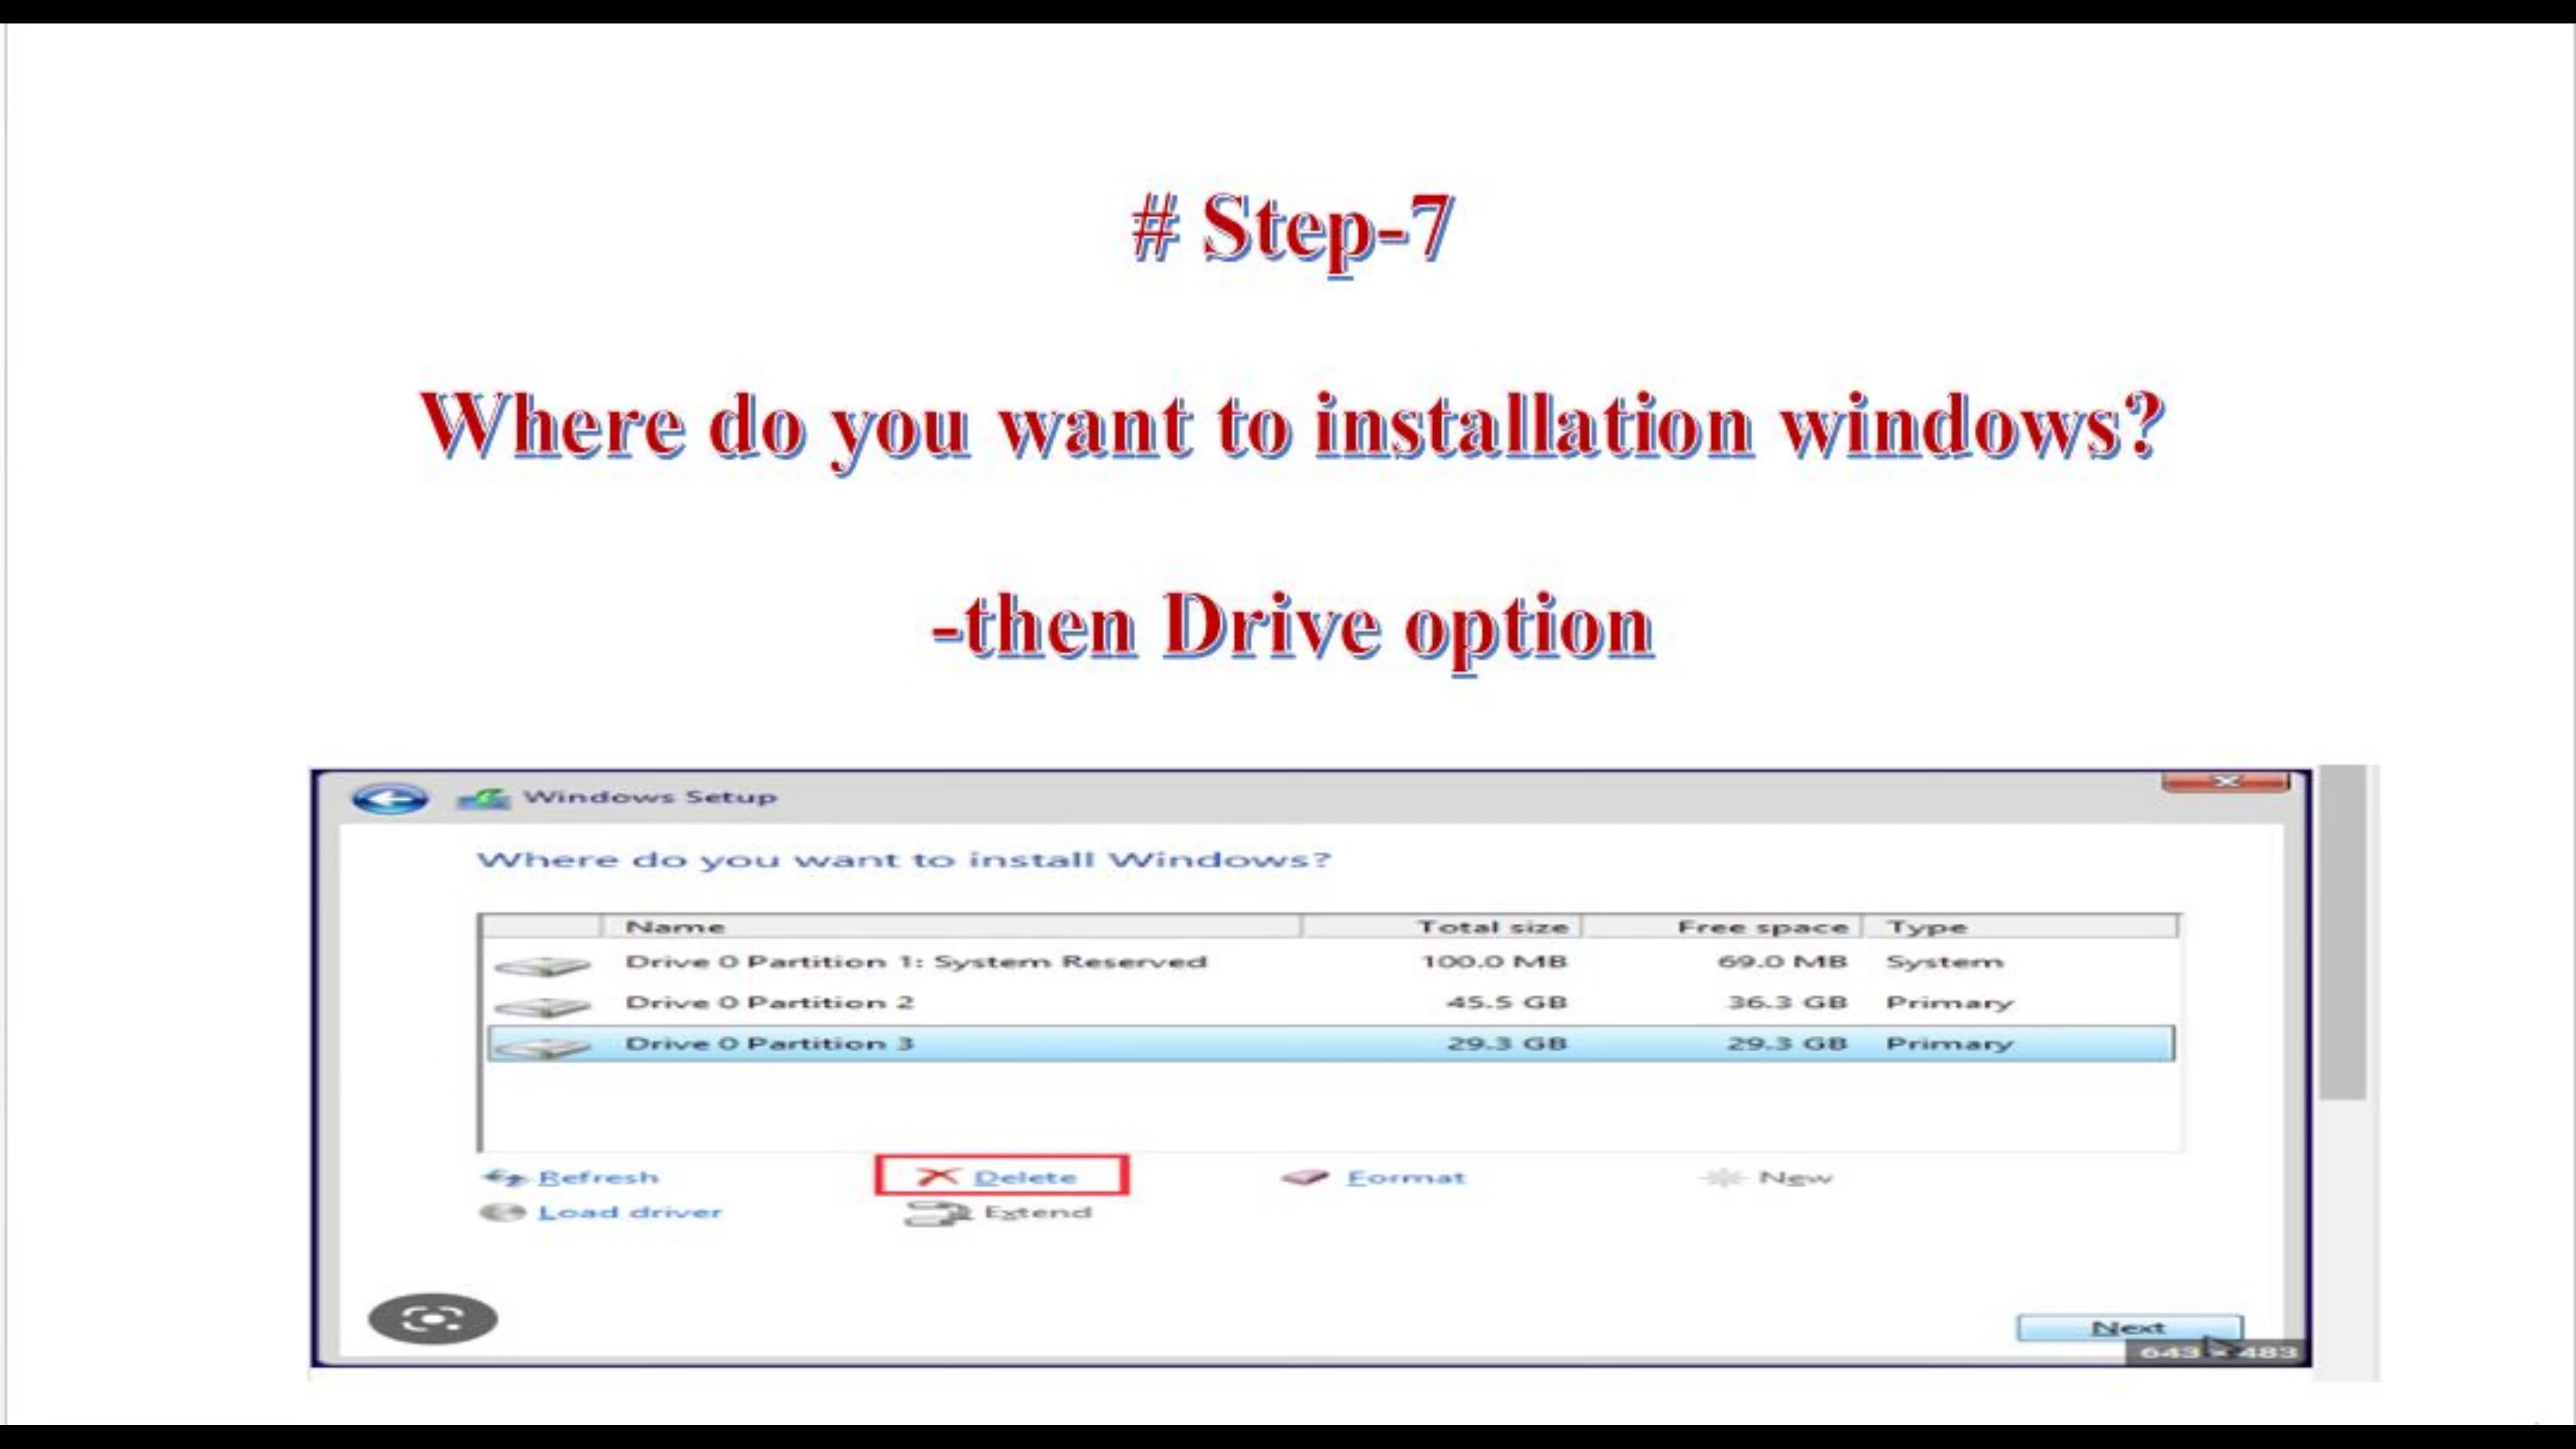 # Step-7
Where do you want to installation windows?
-then Drive option
Windows Setup
Where do you want to install Windows?
Name Total size Free space Type
Drive 0 Partition 1: System Reserved 100.0 MB 69.0 MB System
Drive 0 Partition 2 45.5 GB 36.3 GB Primary
Drive 0 Partition 3 29.3 GB 29.3 GB Primary
Refresh Delete Format New
Load driver Extend
Next
643 × 483